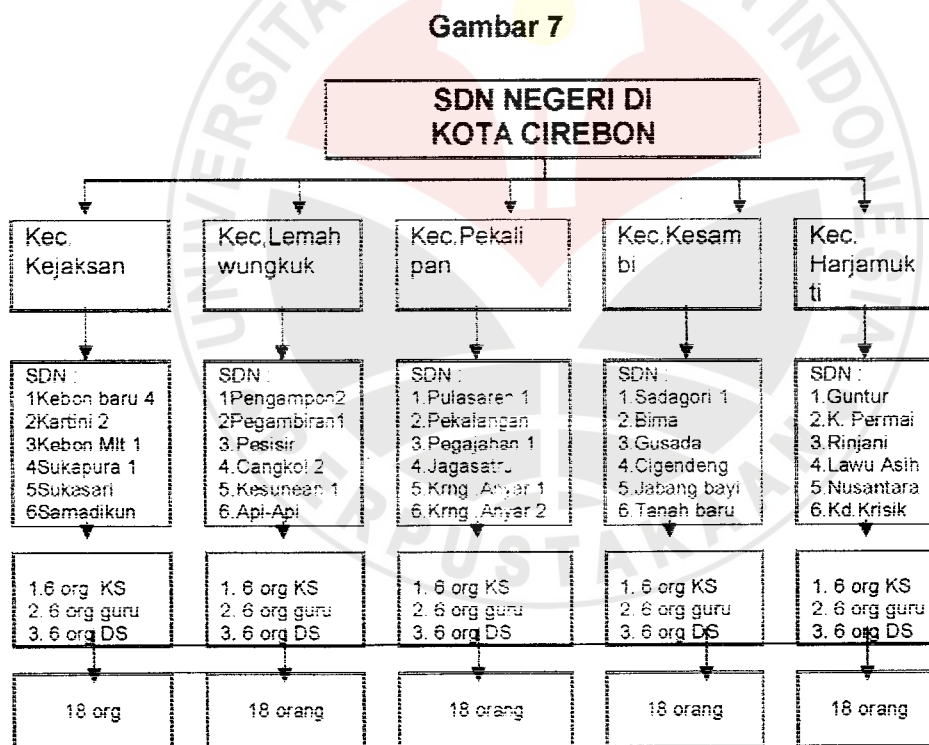 Gambar 7
SDN NEGERI DI
KOTA CIREBON
Kec.
Kejaksan
Kec,Lemah
wungkuk
Kec.Pekali
pan
Kec.Kesam
bi
Kec.
Harjamuk
ti
SDN :
1Kebon baru 4
2Kartini 2
3Kebon Mlt 1
4Sukapura 1
5Sukasari
6Samadikun
SDN :
1Pengampon2
2Pegambiran1
3.Pesisir
4.Cangkol 2
5.Kesunean 1
6.Api-Api
SDN :
1.Pulasaren 1
2.Pekalangan
3.Pegajahan 1
4.Jagasatru
5.Krng .Anyar 1
6.Krng .Anyar 2
SDN :
1.Sadagori 1
2.Bima
3.Gusada
4.Cigendeng
5.Jabang bayi
6.Tanah baru
SDN :
1.Guntur
2.K. Permai
3.Rinjani
4.Lawu Asih
5.Nusantara
6.Kd.Krisik
1.6 org KS
2. 6 org guru
3. 6 org DS
1. 6 org KS
2. 6 org guru
3. 6 org DS
1. 6 org KS
2. 6 org guru
3. 6 org DS
1. 6 org KS
2. 6 org guru
3. 6 org DS
1. 6 org KS
2. 6 org guru
3. 6 org DS
18 org
18 orang
18 orang
18 orang
18 orang
PERPUSTAKAAN